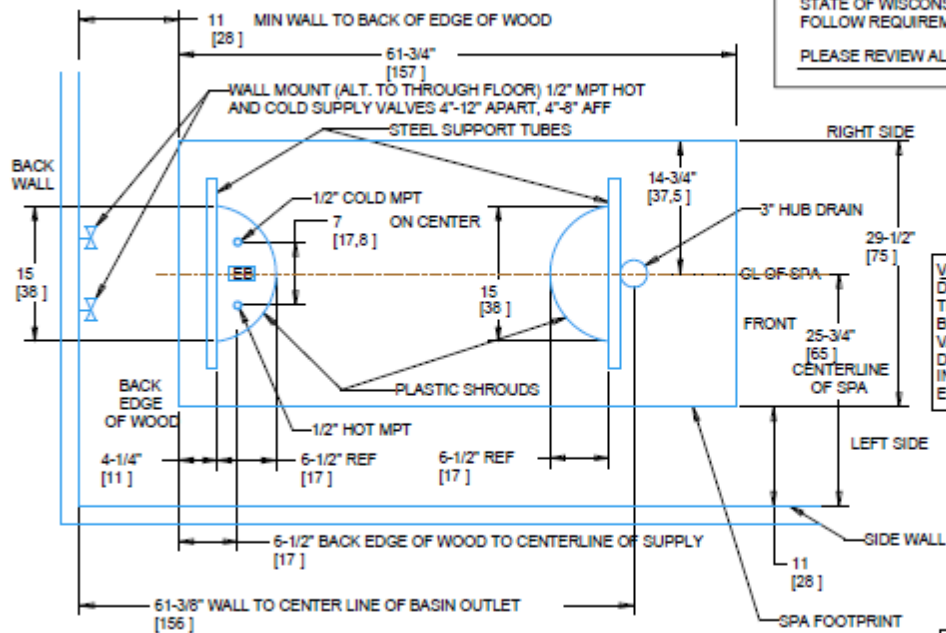 11 MIN WALL TO BACK OF EDGE OF WOOD
[28 ]
STATE OF WISCONS
FOLLOW REQUIREM
PLEASE REVIEW AL
61-3/4"
[157 ]
WALL MOUNT (ALT. TO THROUGH FLOOR) 1/2" MPT HOT
AND COLD SUPPLY VALVES 4"-12" APART, 4"-8" AFF
STEEL SUPPORT TUBES
RIGHT SIDE
BACK
WALL
14-3/4"
[37,5 ]
1/2" COLD MPT
7 ON CENTER
[17,8 ]
3" HUB DRAIN
29-1/2"
[75 ]
15
[38 ]
EB
15
[38 ]
CL OF SPA
FRONT
25-3/4"
[65 ]
CENTERLINE
OF SPA
V
D
T
B
V
D
IN
E
PLASTIC SHROUDS
BACK
EDGE
OF WOOD
1/2" HOT MPT
LEFT SIDE
4-1/4"
[11 ]
6-1/2" REF
[17 ]
6-1/2" REF
[17 ]
6-1/2" BACK EDGE OF WOOD TO CENTERLINE OF SUPPLY
[17 ]
SIDE WALL
11
[28 ]
61-3/8" WALL TO CENTER LINE OF BASIN OUTLET
[156 ]
SPA FOOTPRINT